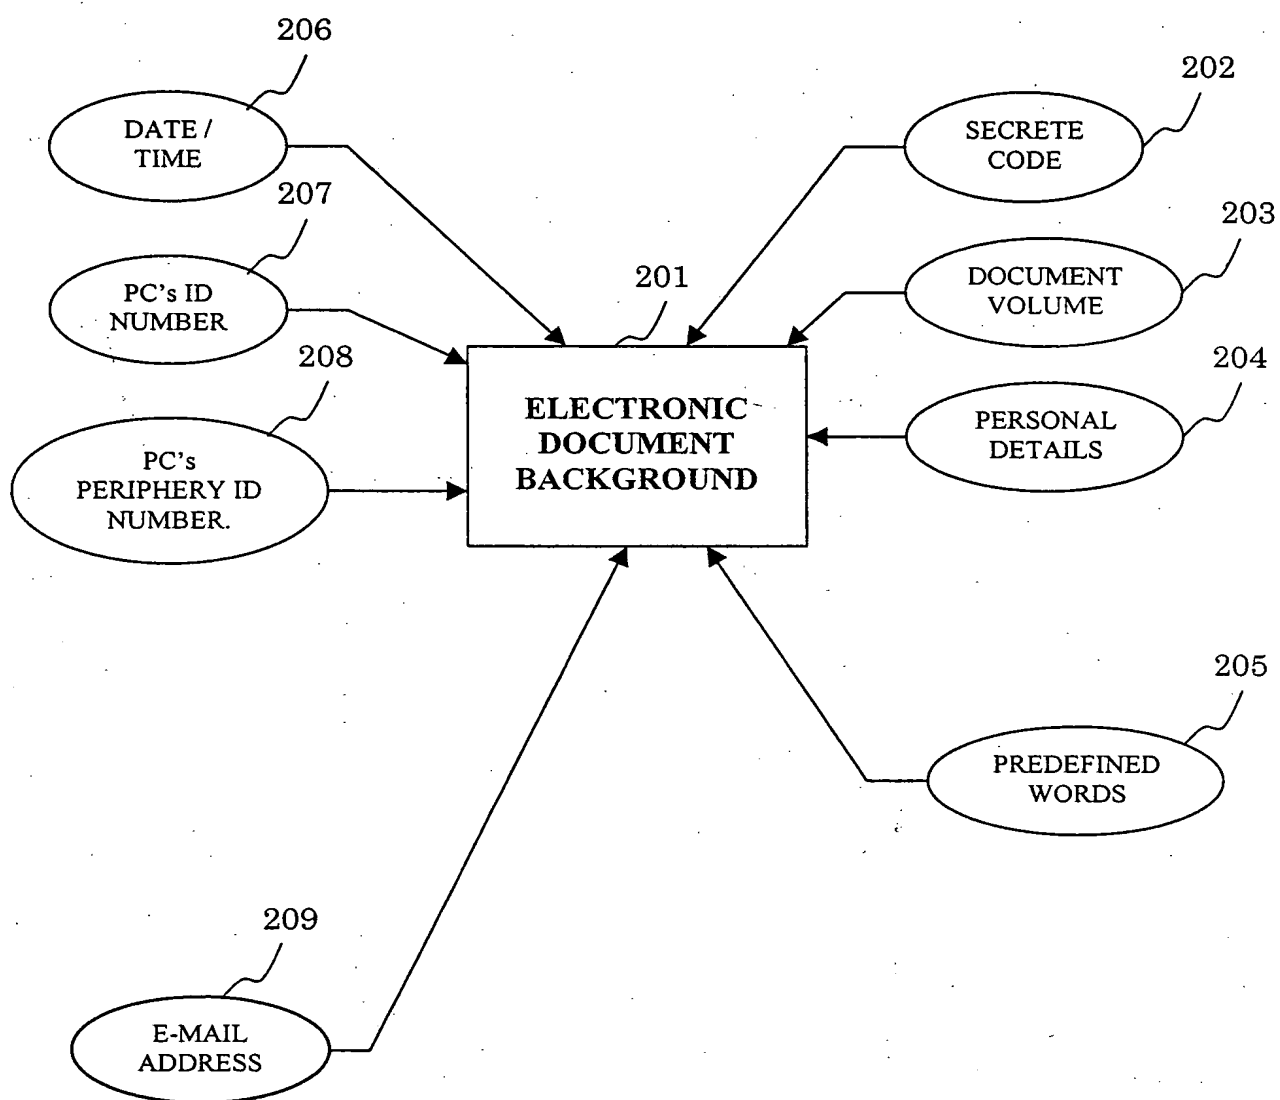 206
DATE /
TIME
207
PC's ID
NUMBER
208
PC's
PERIPHERY ID
NUMBER.
201
ELECTRONIC
DOCUMENT
BACKGROUND
202
SECRETE
CODE
203
DOCUMENT
VOLUME
204
PERSONAL
DETAILS
205
PREDEFINED
WORDS
209
E-MAIL
ADDRESS